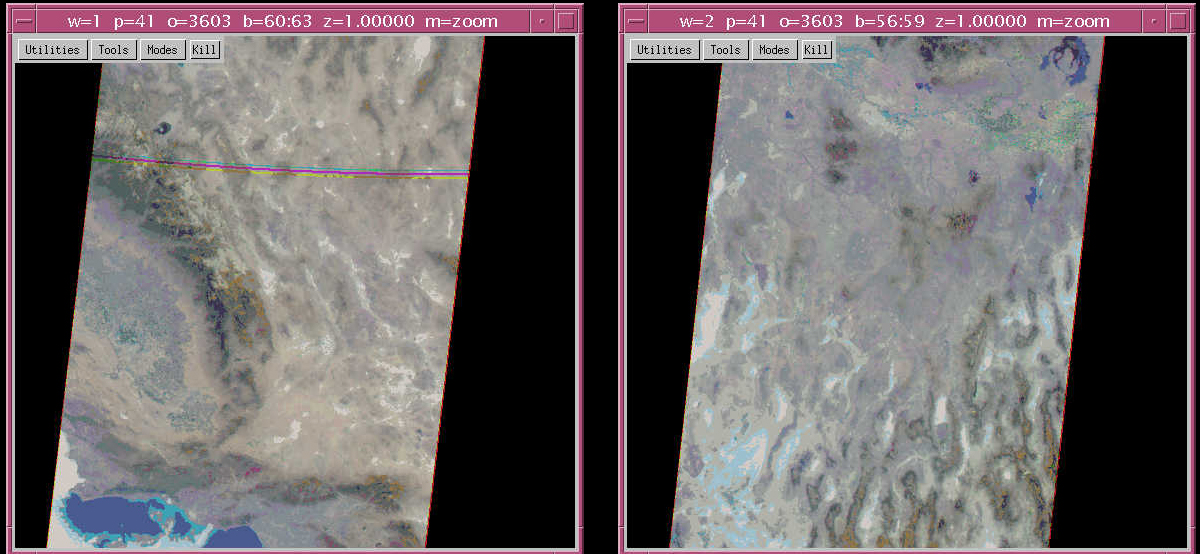 w=1 p=41 o=3603 b=60:63 z=1.00000 m=zoom
Utilities Tools Modes Kill
w=2 p=41 o=3603 b=56:59 z=1.00000 m=zoom
Utilities Tools Modes Kill